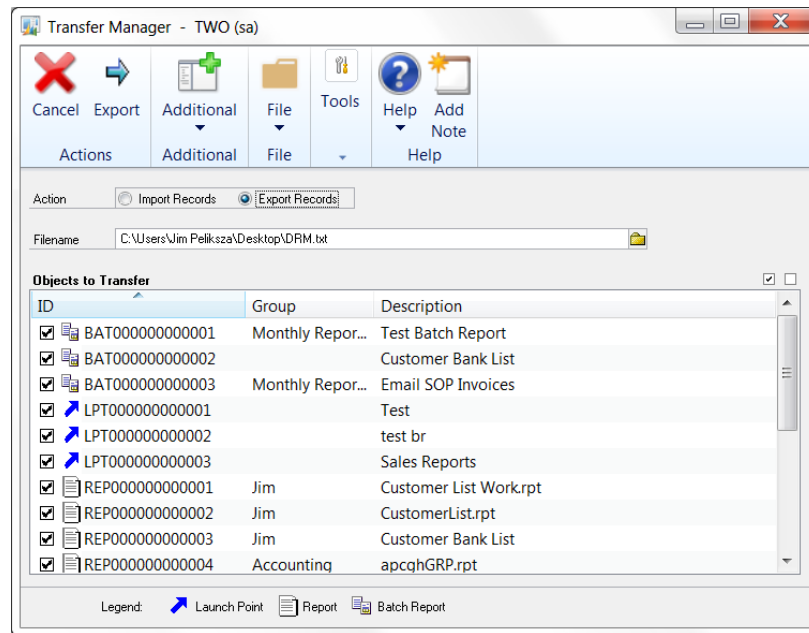 Transfer Manager - TWO (sa)
Cancel Export Additional File Tools Help Add Note
Actions Additional File Help
Action Import Records Export Records
Filename C:\Users\Jim Peliksza\Desktop\DRM.txt
Objects to Transfer
ID Group Description
BAT000000000001 Monthly Repor... Test Batch Report
BAT000000000002 Customer Bank List
BAT000000000003 Monthly Repor... Email SOP Invoices
LPT000000000001 Test
LPT000000000002 test br
LPT000000000003 Sales Reports
REP000000000001 Jim Customer List Work.rpt
REP000000000002 Jim CustomerList.rpt
REP000000000003 Jim Customer Bank List
REP000000000004 Accounting apcqhGRP.rpt
Legend: Launch Point Report Batch Report